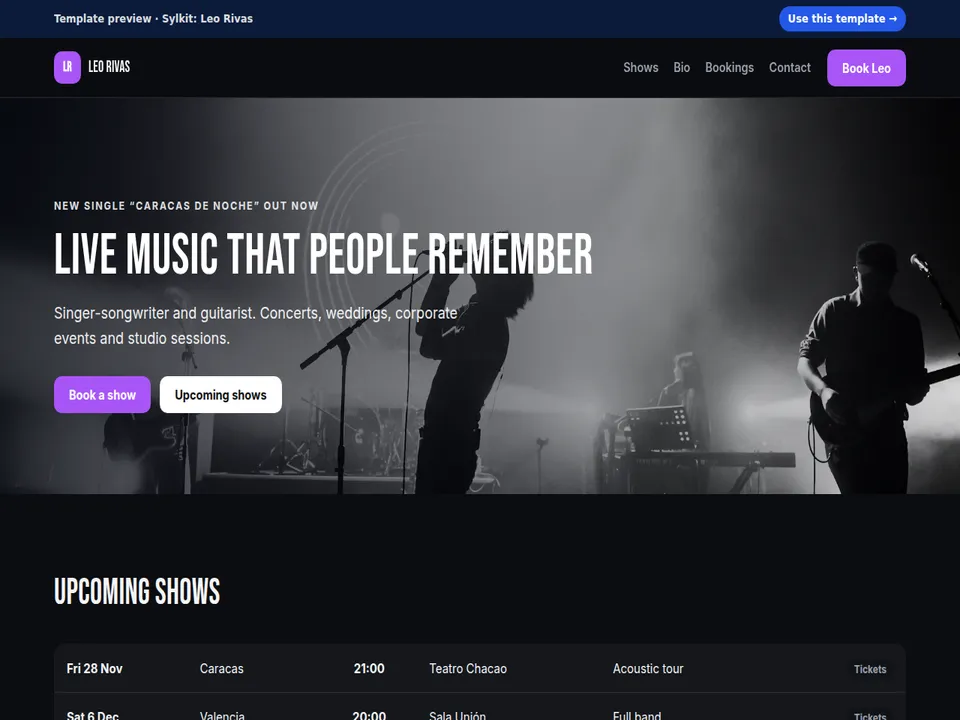 Template preview · Sylkit: Leo Rivas
Use this template →
LR LEO RIVAS
Shows Bio Bookings Contact Book Leo
NEW SINGLE “CARACAS DE NOCHE” OUT NOW
LIVE MUSIC THAT PEOPLE REMEMBER
Singer-songwriter and guitarist. Concerts, weddings, corporate
events and studio sessions.
Book a show Upcoming shows
UPCOMING SHOWS
Fri 28 Nov Caracas 21:00 Teatro Chacao Acoustic tour Tickets
Sat 6 Dec Valencia 20:00 Sala Unión Full band Tickets